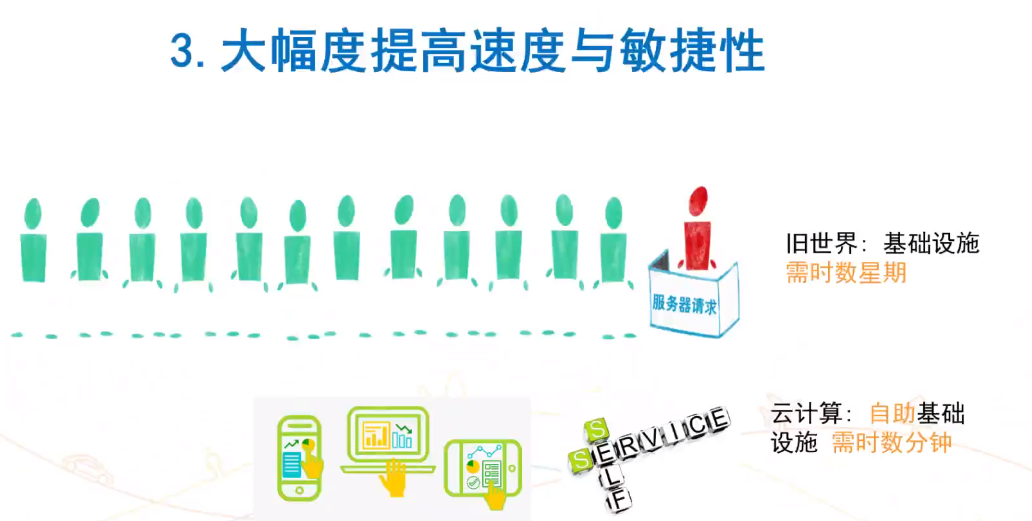 3.大幅度提高速度与敏捷性
旧世界：基础设施
需时数星期
服务器请求
云计算：自助基础
设施 需时数分钟
SERVICE
SELF